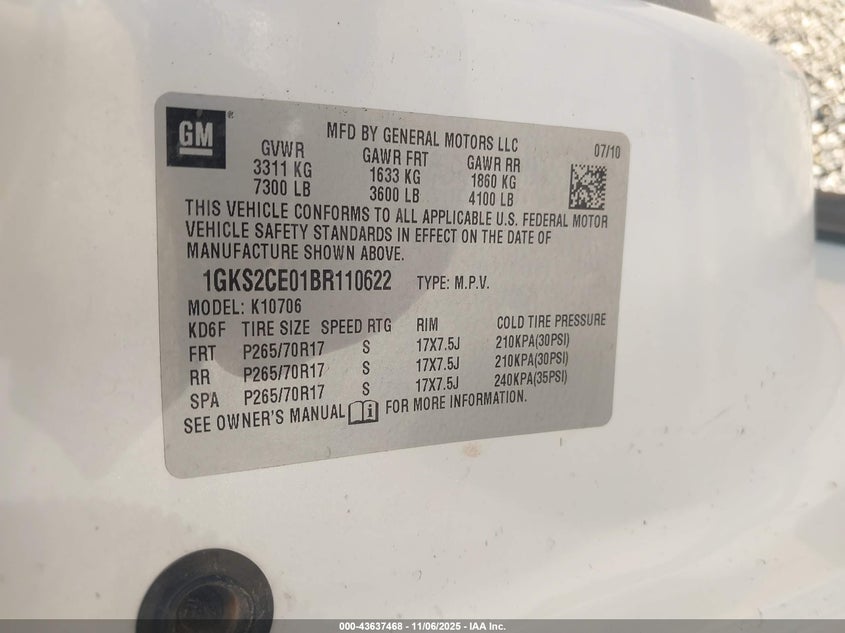 GM®
MFD BY GENERAL MOTORS LLC
07/10
GVWR GAWR FRT GAWR RR
3311 KG 1633 KG 1860 KG
7300 LB 3600 LB 4100 LB
THIS VEHICLE CONFORMS TO ALL APPLICABLE U.S. FEDERAL MOTOR
VEHICLE SAFETY STANDARDS IN EFFECT ON THE DATE OF
MANUFACTURE SHOWN ABOVE.
1GKS2CE01BR110622 TYPE: M.P.V.
MODEL: K10706
KD6F TIRE SIZE SPEED RTG RIM COLD TIRE PRESSURE
FRT P265/70R17 S 17X7.5J 210KPA(30PSI)
RR P265/70R17 S 17X7.5J 210KPA(30PSI)
SPA P265/70R17 S 17X7.5J 240KPA(35PSI)
SEE OWNER'S MANUAL FOR MORE INFORMATION.
000-43637468 - 11/06/2025 - IAA Inc.